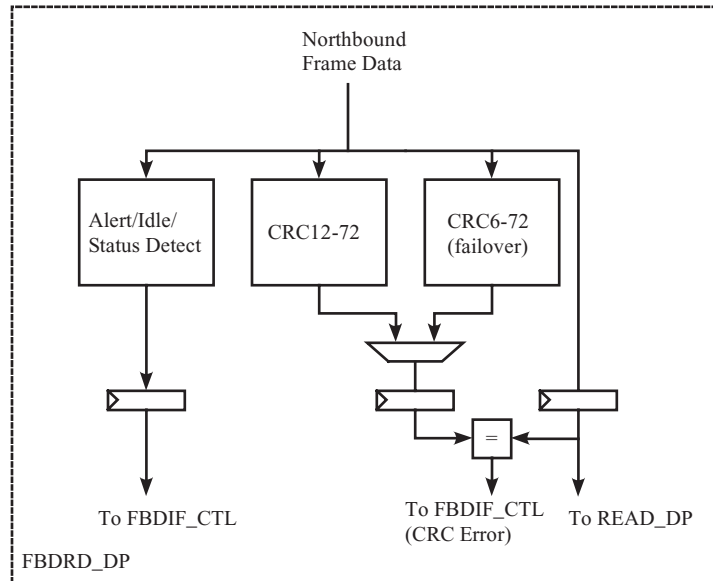 Northbound
Frame Data
Alert/Idle/
Status Detect
CRC12-72
CRC6-72
(failover)
=
To FBDIF_CTL
To FBDIF_CTL
(CRC Error)
To READ_DP
FBDRD_DP